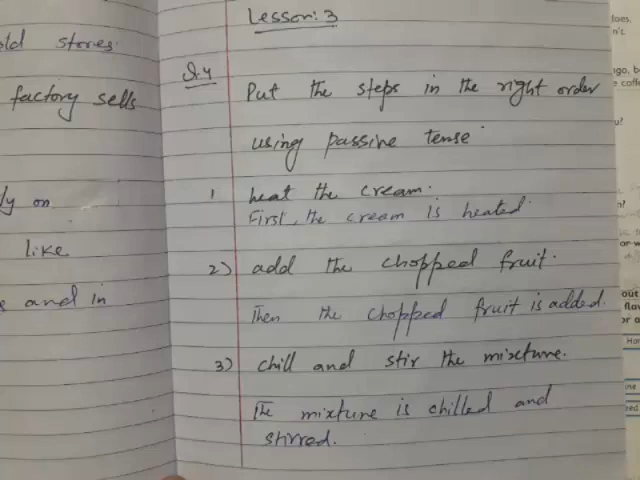 old stories.
factory sells
ly on
like
and in
Lesson: 3
Q.4
Put the steps in the right order
using passive tense
1 heat the cream.
First, the cream is heated.
2) add the chopped fruit.
Then the chopped fruit is added.
3) chill and stir the mixture.
The mixture is chilled and
stirred.